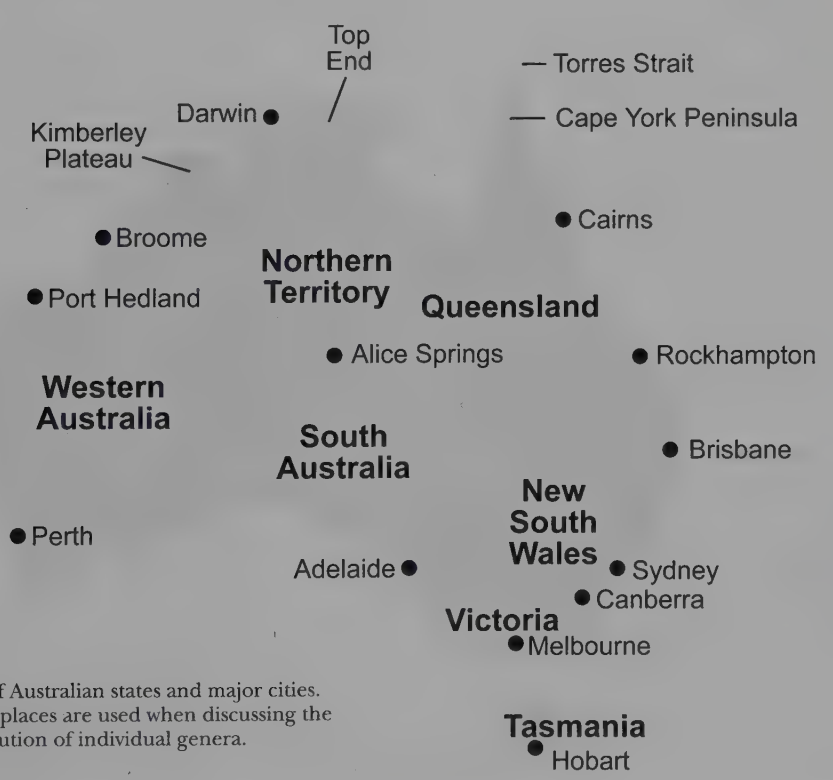 Top
End
Torres Strait
Darwin
Cape York Peninsula
Kimberley
Plateau
Cairns
Broome
Northern
Territory
Port Hedland
Queensland
Alice Springs
Rockhampton
Western
Australia
South
Australia
Brisbane
New
South
Wales
Perth
Adelaide
Sydney
Canberra
Victoria
Melbourne
Australian states and major cities.
places are used when discussing the
of individual genera.
Tasmania
Hobart